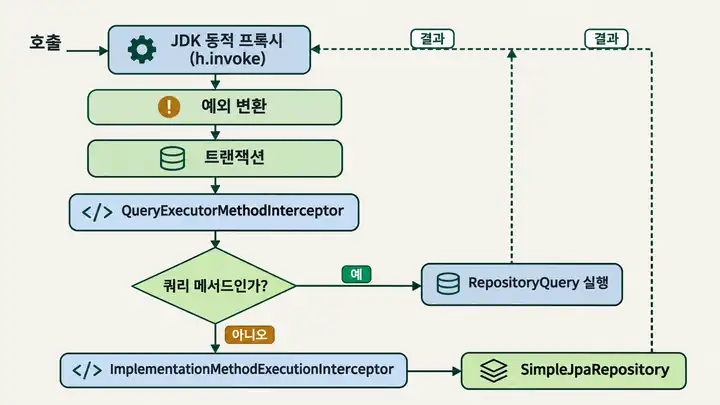 호출
JDK 동적 프록시
(h.invoke)
결과
결과
예외 변환
트랜잭션
QueryExecutorMethodInterceptor
쿼리 메서드인가?
예
RepositoryQuery 실행
아니오
ImplementationMethodExecutionInterceptor
SimpleJpaRepository